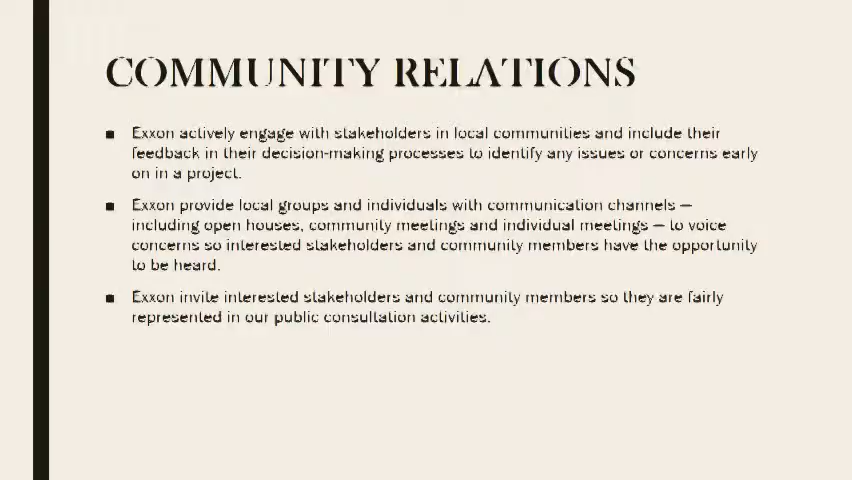 COMMUNITY RELATIONS
■ Exxon actively engage with stakeholders in local communities and include their
feedback in their decision-making processes to identify any issues or concerns early
on in a project.
■ Exxon provide local groups and individuals with communication channels —
including open houses, community meetings and individual meetings — to voice
concerns so interested stakeholders and community members have the opportunity
to be heard.
■ Exxon invite interested stakeholders and community members so they are fairly
represented in our public consultation activities.